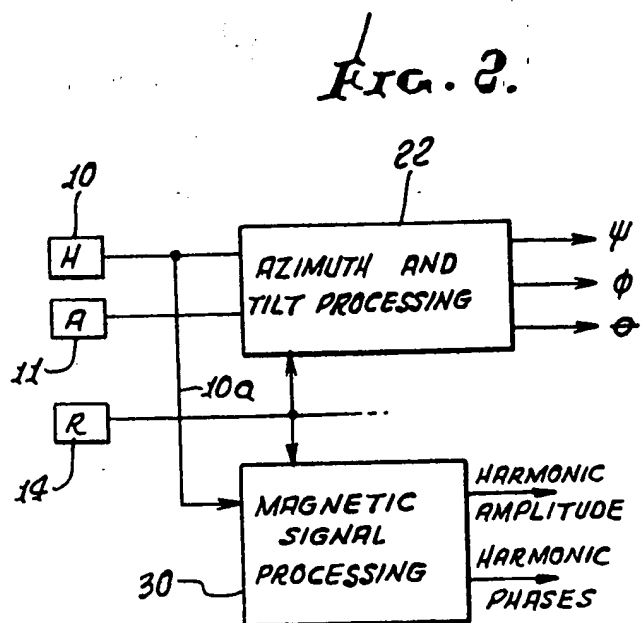 FIG. 2.
10
22
H
AZIMUTH AND
TILT PROCESSING
ψ
ϕ
θ
A
11
10a
R
14
MAGNETIC
SIGNAL
PROCESSING
30
HARMONIC
AMPLITUDE
HARMONIC
PHASES